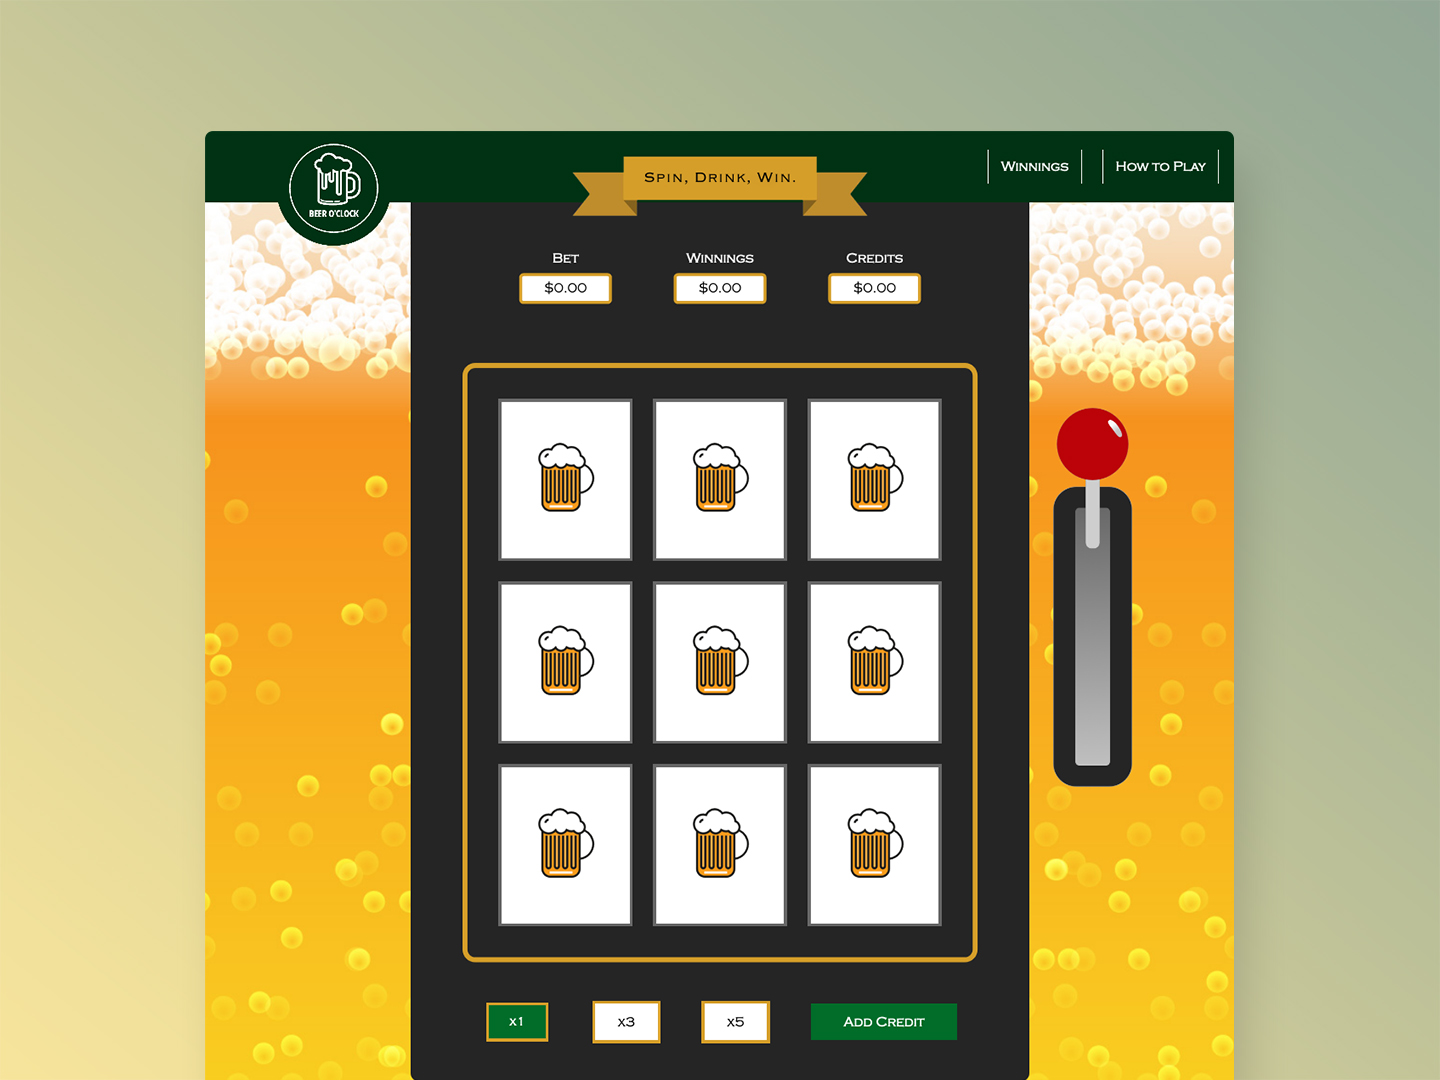 BEER O'CLOCK
Spin, Drink, Win.
Winnings
How to Play
Bet
Winnings
Credits
$0.00
$0.00
$0.00
x1
x3
x5
Add Credit